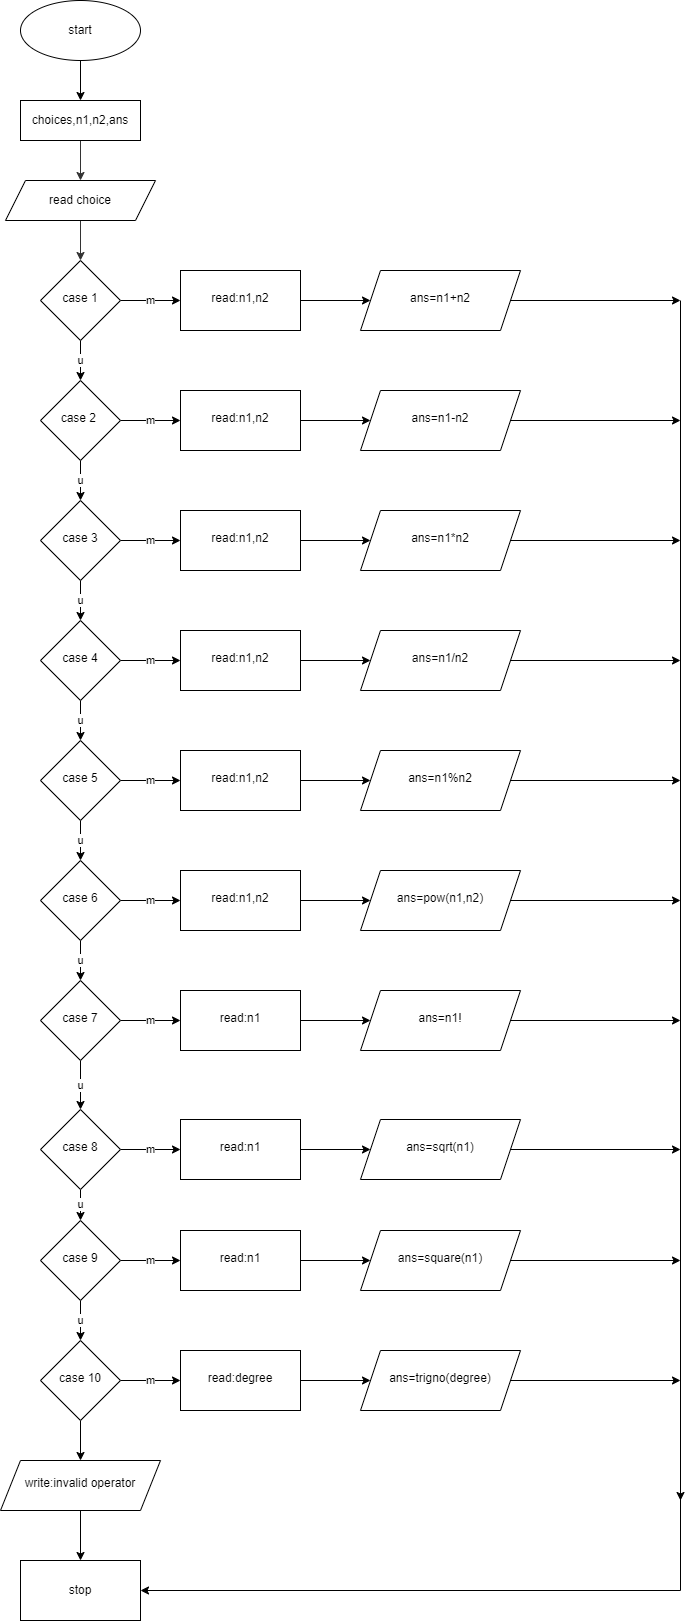 start
choices,n1,n2,ans
read choice
case 1
m
read:n1,n2
ans=n1+n2
u
case 2
m
read:n1,n2
ans=n1-n2
u
case 3
m
read:n1,n2
ans=n1*n2
u
case 4
m
read:n1,n2
ans=n1/n2
u
case 5
m
read:n1,n2
ans=n1%n2
u
case 6
m
read:n1,n2
ans=pow(n1,n2)
u
case 7
m
read:n1
ans=n1!
u
case 8
m
read:n1
ans=sqrt(n1)
u
case 9
m
read:n1
ans=square(n1)
u
case 10
m
read:degree
ans=trigno(degree)
write:invalid operator
stop